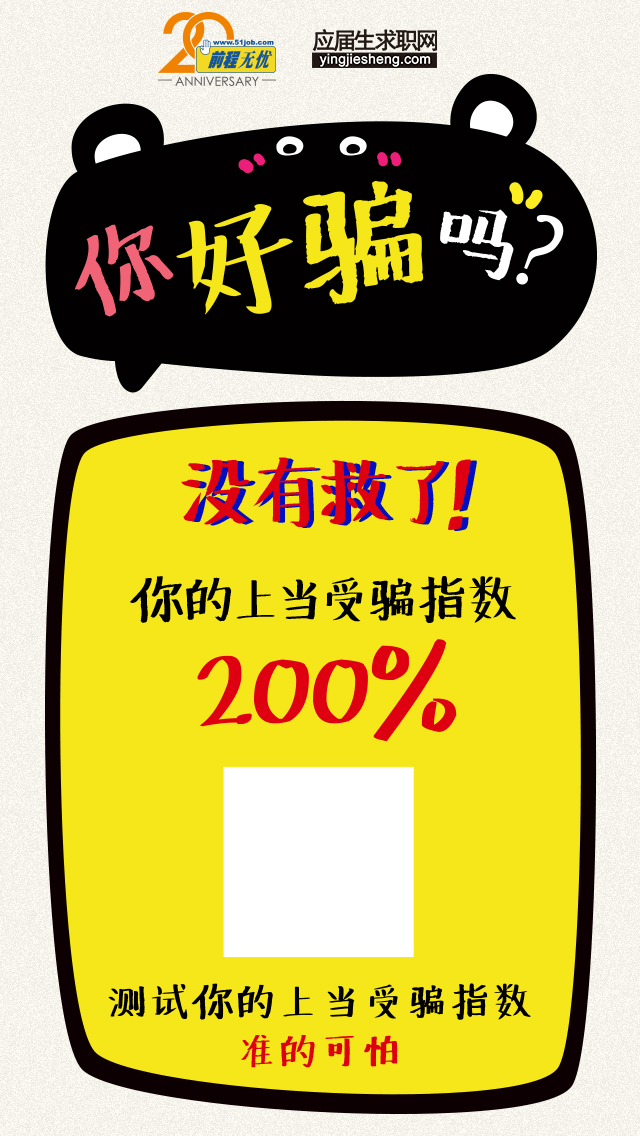 20
www.51job.com
前程无忧
ANNIVERSARY
应届生求职网
yingjiesheng.com
你好骗吗?
没有救了!
你的上当受骗指数
200%
测试你的上当受骗指数
准的可怕